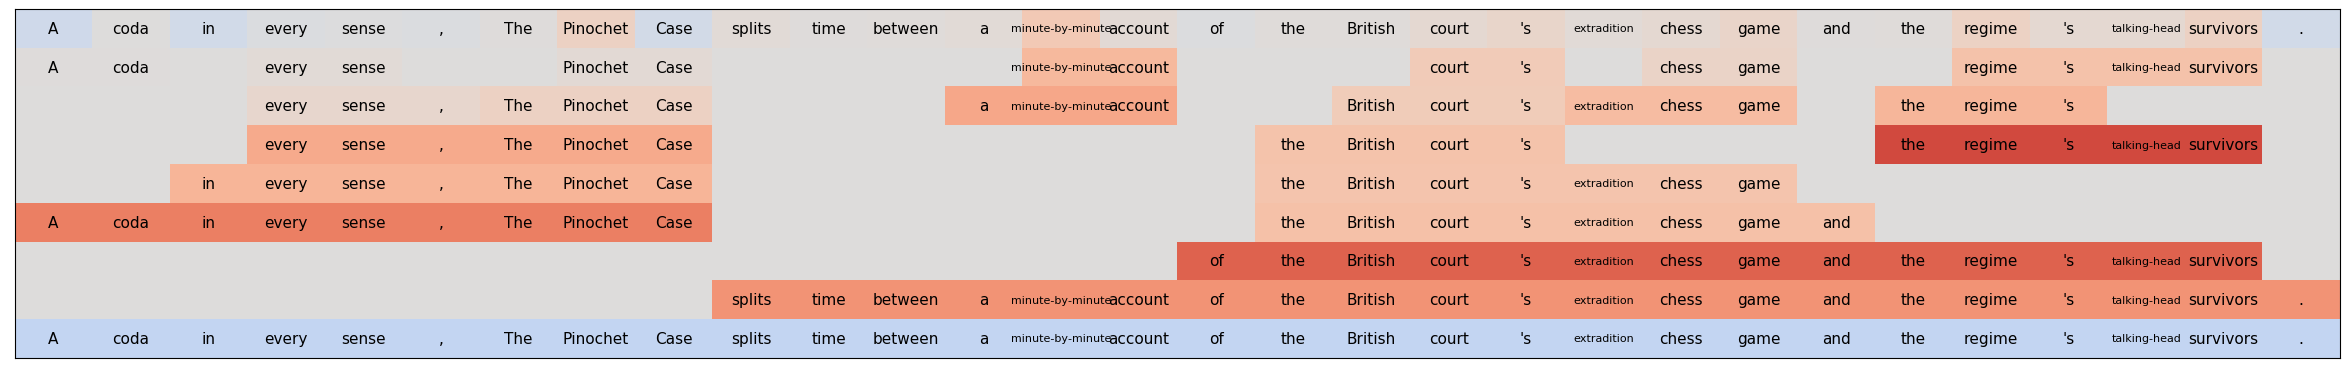 A coda in every sense , The Pinochet Case splits time between a minute-by-minute account of the British court 's extradition chess game and the regime 's talking-head survivors .
A coda every sense Pinochet Case minute-by-minute account court 's chess game regime 's talking-head survivors
every sense , The Pinochet Case a minute-by-minute account British court 's extradition chess game the regime 's
every sense , The Pinochet Case the British court 's the regime 's talking-head survivors
in every sense , The Pinochet Case the British court 's extradition chess game
A coda in every sense , The Pinochet Case the British court 's extradition chess game and
of the British court 's extradition chess game and the regime 's talking-head survivors
splits time between a minute-by-minute account of the British court 's extradition chess game and the regime 's talking-head survivors .
A coda in every sense , The Pinochet Case splits time between a minute-by-minute account of the British court 's extradition chess game and the regime 's talking-head survivors .